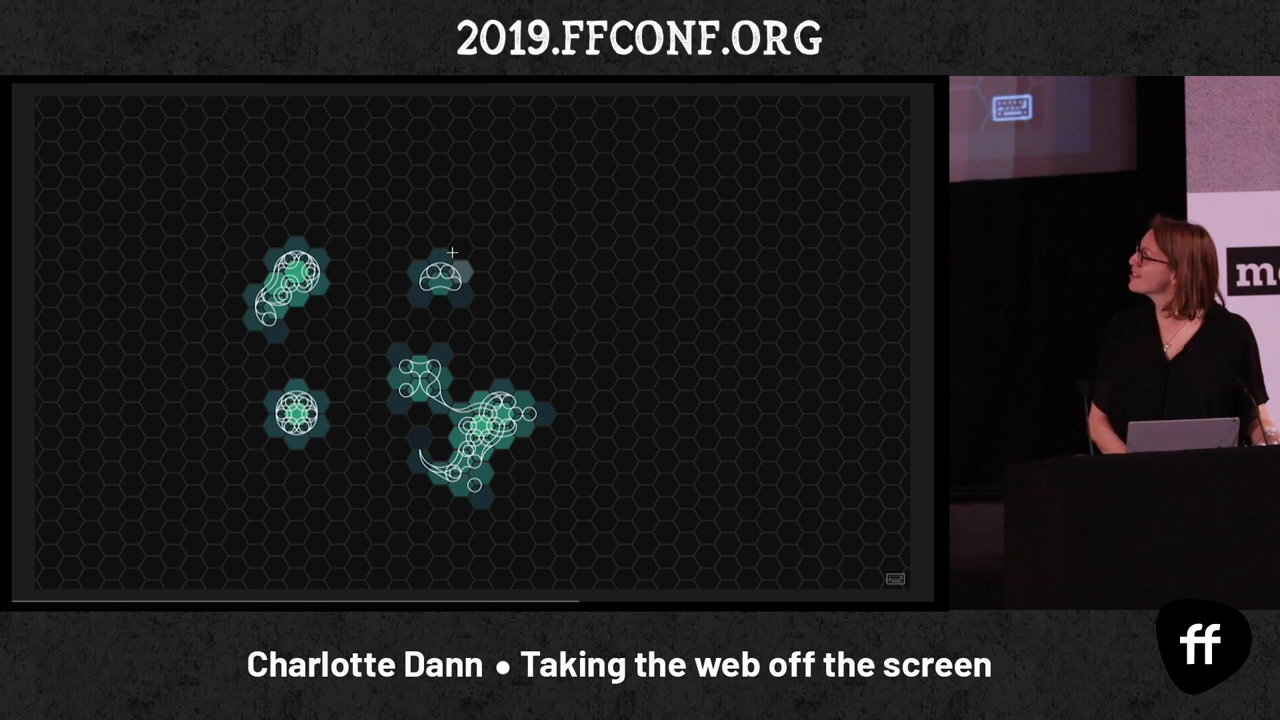 2019.FFCONF.ORG
Charlotte Dann • Taking the web off the screen
ff